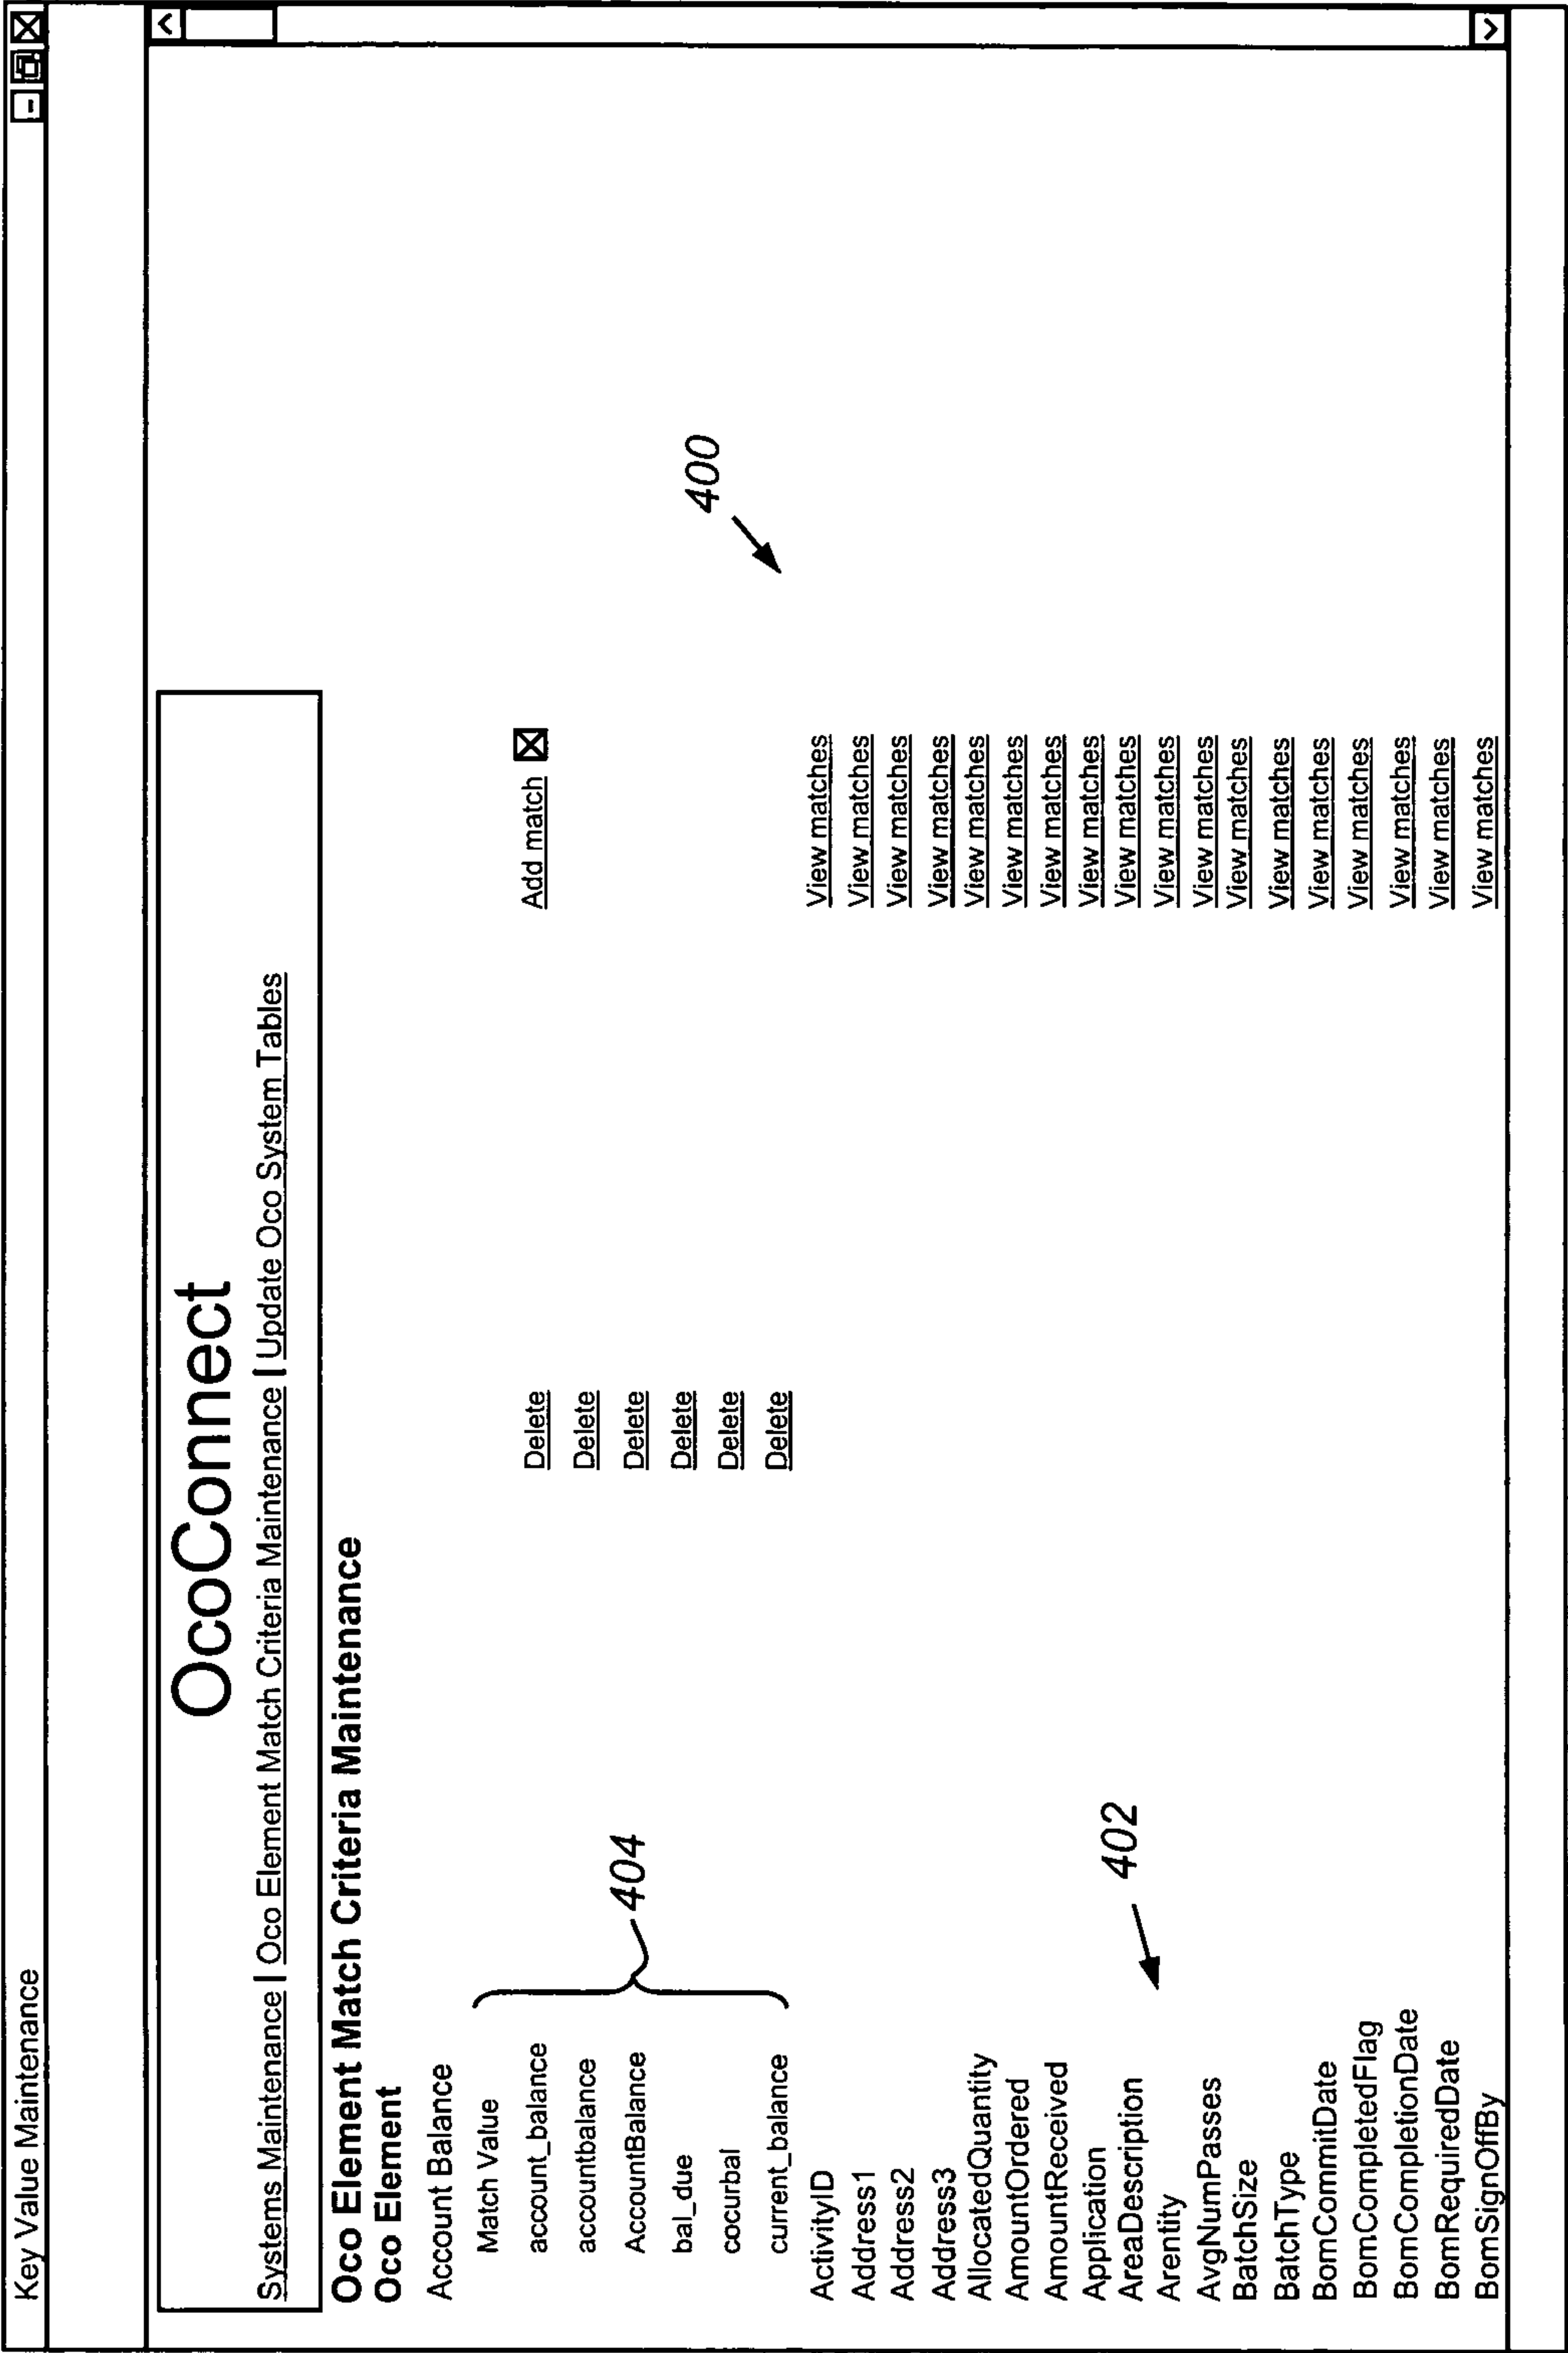 Key Value Maintenance
OcoConnect
Systems Maintenance | Oco Element Match Criteria Maintenance | Update Oco System Tables
Oco Element Match Criteria Maintenance
Oco Element
Account Balance
Match Value
account_balance Delete Add match
accountbalance Delete
AccountBalance Delete
bal_due Delete
cocurbal Delete
current_balance Delete
404
400
ActivityID View matches
Address1 View matches
Address2 View matches
Address3 View matches
AllocatedQuantity View matches
AmountOrdered View matches
AmountReceived View matches
Application View matches
AreaDescription View matches
402
Arentity View matches
AvgNumPasses View matches
BatchSize View matches
BatchType View matches
BomCommitDate View matches
BomCompletedFlag View matches
BomCompletionDate View matches
BomRequiredDate View matches
BomSignOffBy View matches